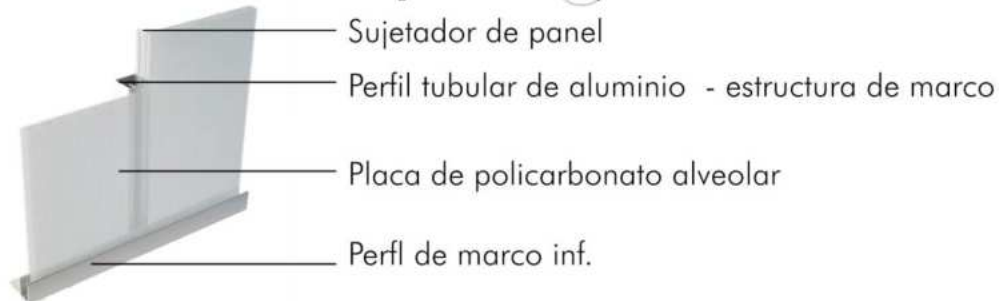 Sujetador de panel
Perfil tubular de aluminio - estructura de marco
Placa de policarbonato alveolar
Perfl de marco inf.